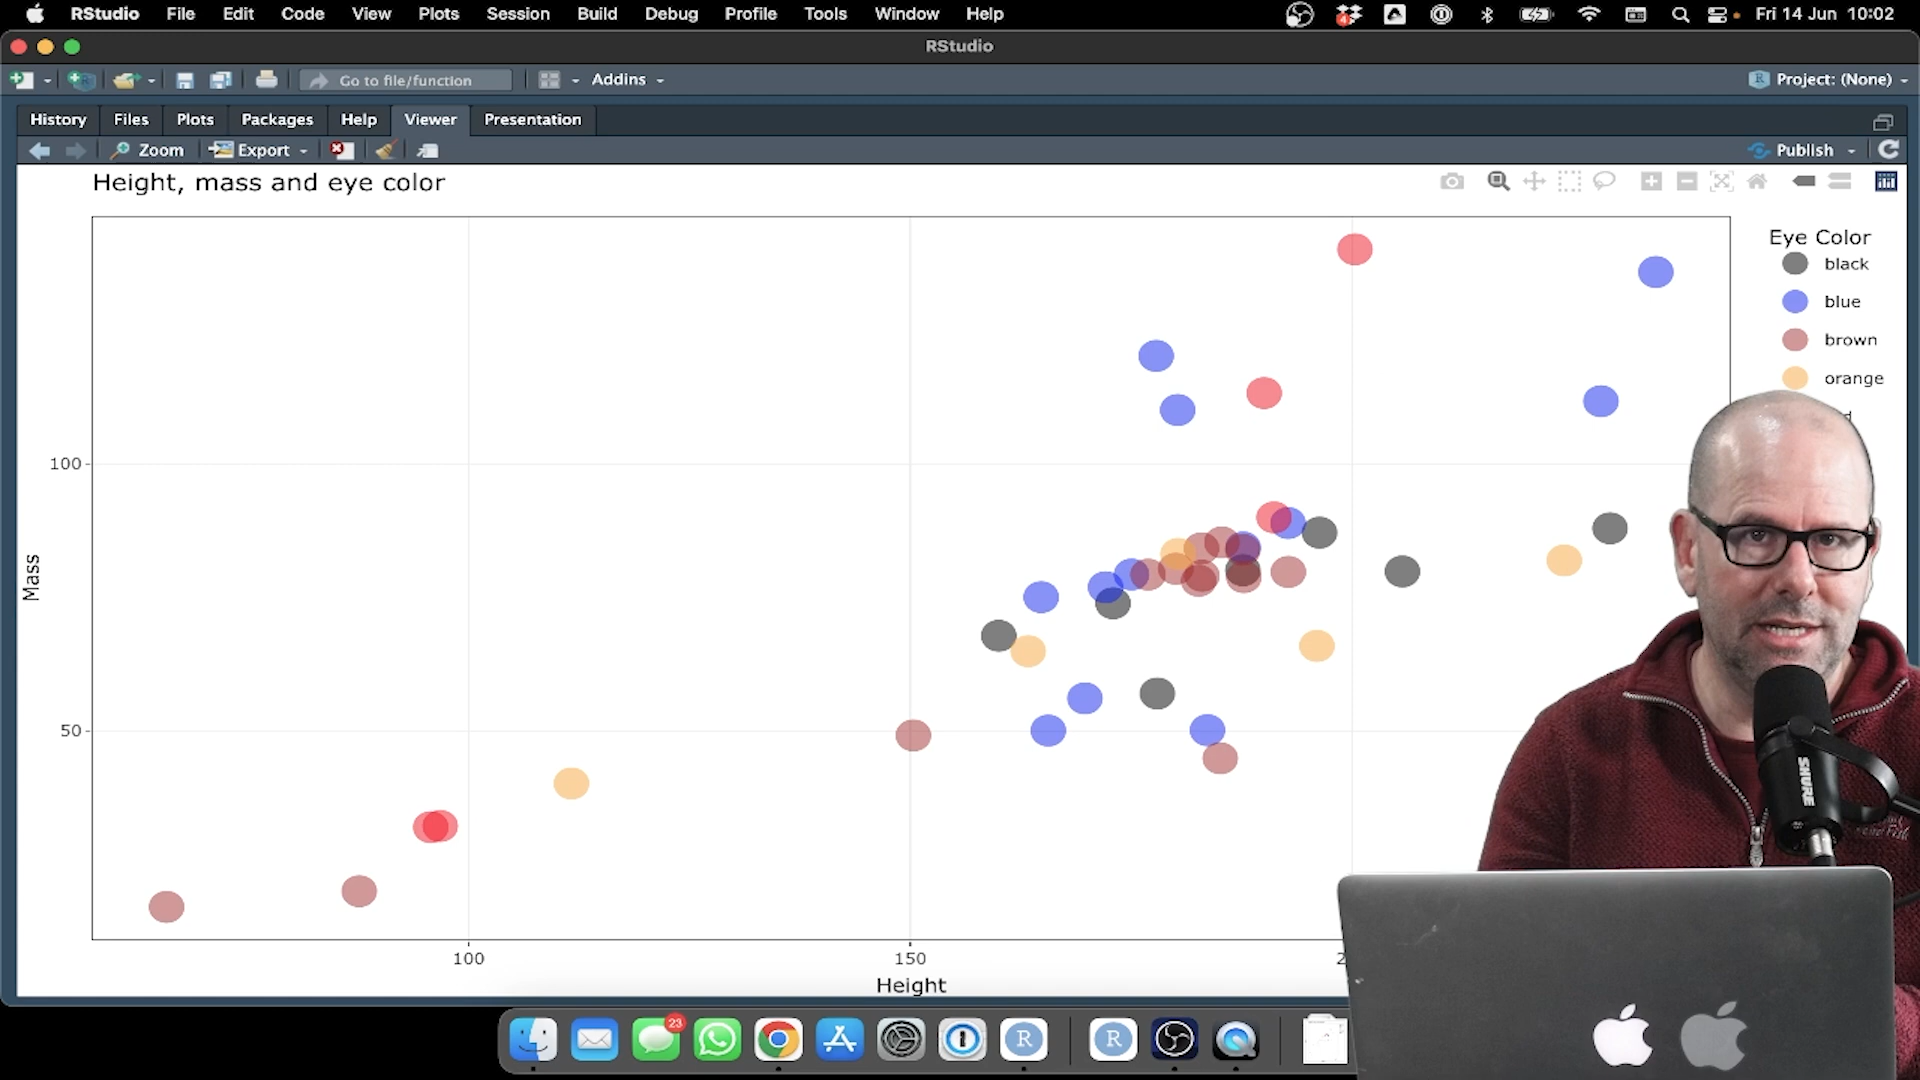 RStudio File Edit Code View Plots Session Build Debug Profile Tools Window Help Fri 14 Jun 10:02
4
RStudio
Go to file/function Addins Project: (None)
History Files Plots Packages Help Viewer Presentation
Zoom Export Publish
Height, mass and eye color
Eye Color
black
blue
brown
orange
100
50
Mass
100 150
Height
SHURE
23
R R